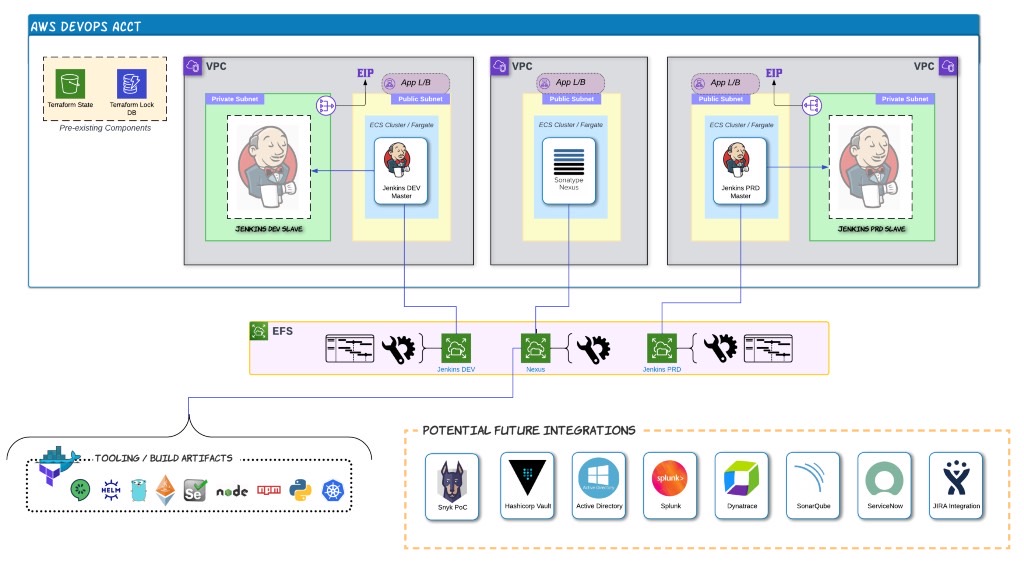 AWS DEVOPS ACCT
Terraform State
Terraform Lock
DB
Pre-existing Components
VPC
EIP
App L/B
Private Subnet
Public Subnet
ECS Cluster / Fargate
Jenkins DEV
Master
JENKINS DEV SLAVE
VPC
App L/B
Public Subnet
ECS Cluster / Fargate
Sonatype
Nexus
VPC
App L/B
EIP
Public Subnet
Private Subnet
ECS Cluster / Fargate
Jenkins PRD
Master
JENKINS PRD SLAVE
EFS
Jenkins DEV
Nexus
Jenkins PRD
TOOLING / BUILD ARTIFACTS
HELM
Se
node
npm
POTENTIAL FUTURE INTEGRATIONS
Snyk PoC
Hashicorp Vault
Active Directory
Active Directory
splunk>
Splunk
Dynatrace
SonarQube
ServiceNow
JIRA Integration